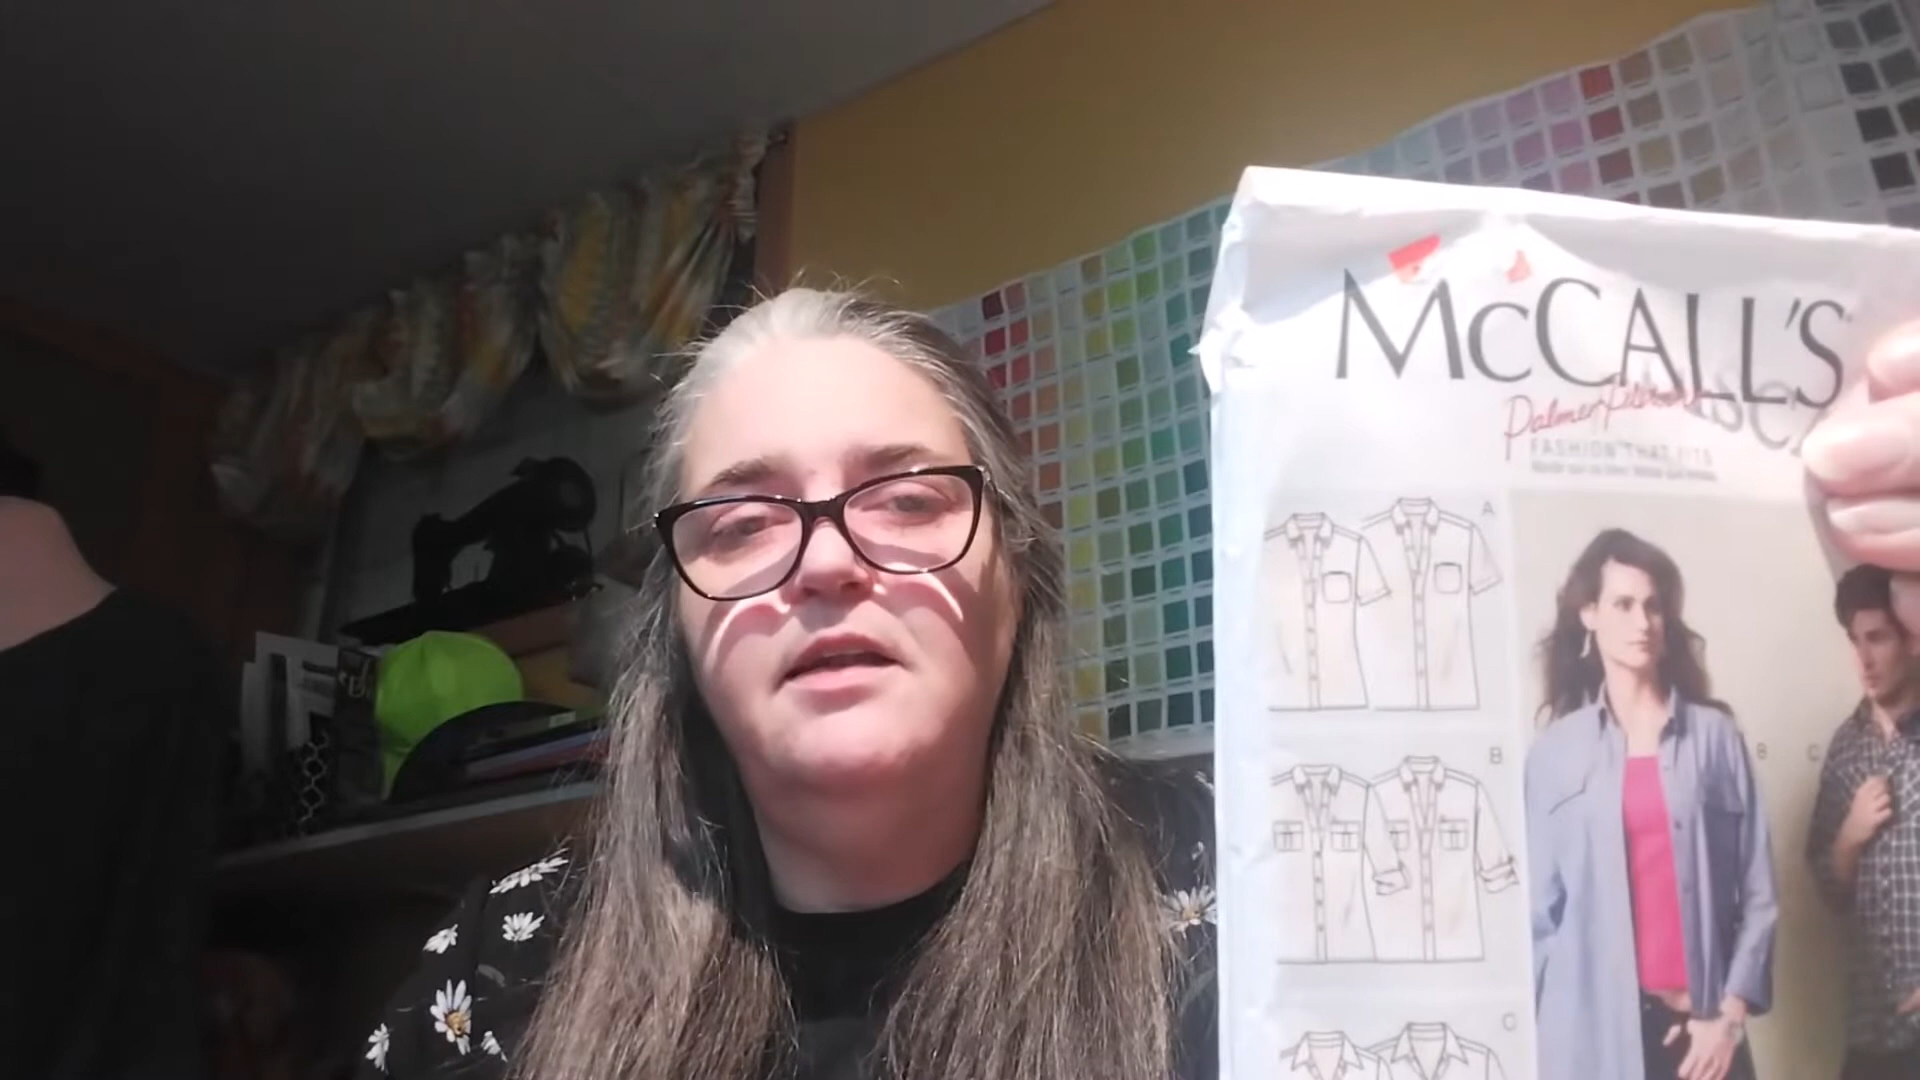 McCALL'S
Palmer/Pletsch
FASHION THAT FITS
A
B
B C
C